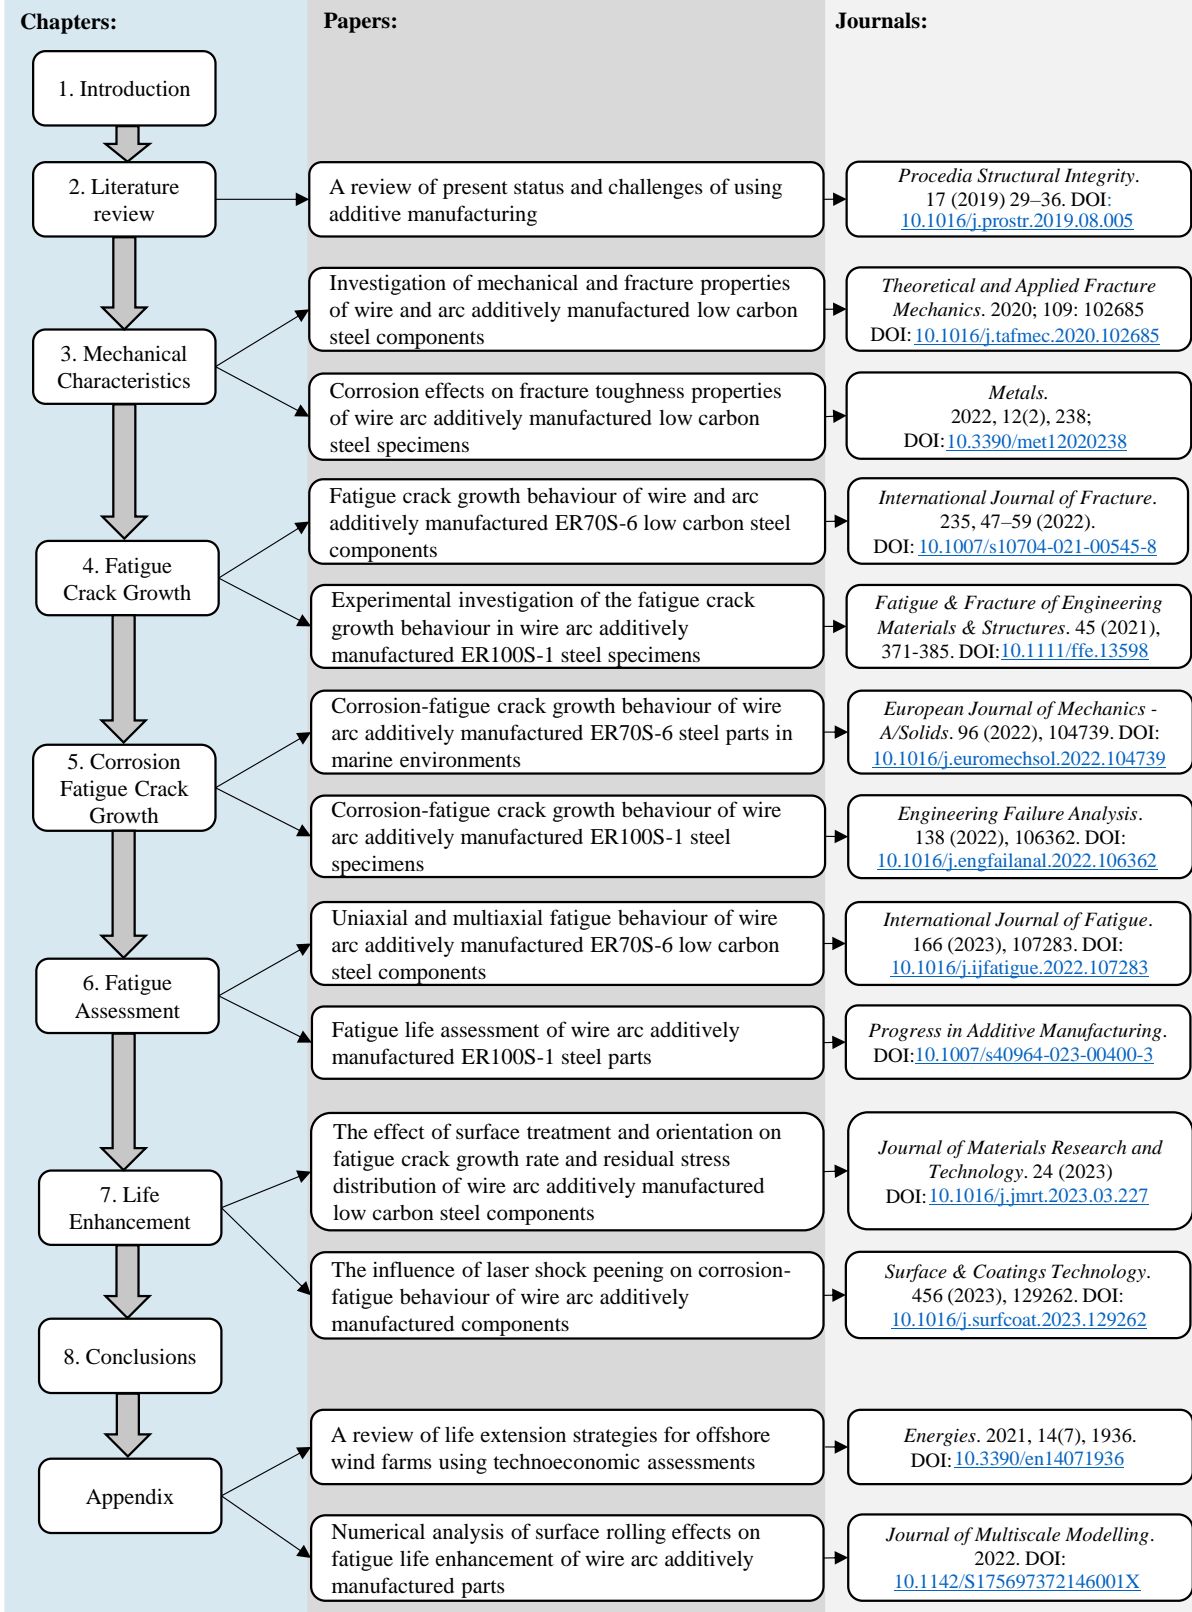 Chapters:
Papers:
Journals:
1. Introduction
2. Literature
review
A review of present status and challenges of using
additive manufacturing
Procedia Structural Integrity.
17 (2019) 29–36. DOI:
10.1016/j.prostr.2019.08.005
3. Mechanical
Characteristics
Investigation of mechanical and fracture properties
of wire and arc additively manufactured low carbon
steel components
Theoretical and Applied Fracture
Mechanics. 2020; 109: 102685
DOI: 10.1016/j.tafmec.2020.102685
Corrosion effects on fracture toughness properties
of wire arc additively manufactured low carbon
steel specimens
Metals.
2022, 12(2), 238;
DOI: 10.3390/met12020238
4. Fatigue
Crack Growth
Fatigue crack growth behaviour of wire and arc
additively manufactured ER70S-6 low carbon steel
components
International Journal of Fracture.
235, 47–59 (2022).
DOI: 10.1007/s10704-021-00545-8
Experimental investigation of the fatigue crack
growth behaviour in wire arc additively
manufactured ER100S-1 steel specimens
Fatigue & Fracture of Engineering
Materials & Structures. 45 (2021),
371-385. DOI: 10.1111/ffe.13598
5. Corrosion
Fatigue Crack
Growth
Corrosion-fatigue crack growth behaviour of wire
arc additively manufactured ER70S-6 steel parts in
marine environments
European Journal of Mechanics -
A/Solids. 96 (2022), 104739. DOI:
10.1016/j.euromechsol.2022.104739
Corrosion-fatigue crack growth behaviour of wire
arc additively manufactured ER100S-1 steel
specimens
Engineering Failure Analysis.
138 (2022), 106362. DOI:
10.1016/j.engfailanal.2022.106362
6. Fatigue
Assessment
Uniaxial and multiaxial fatigue behaviour of wire
arc additively manufactured ER70S-6 low carbon
steel components
International Journal of Fatigue.
166 (2023), 107283. DOI:
10.1016/j.ijfatigue.2022.107283
Fatigue life assessment of wire arc additively
manufactured ER100S-1 steel parts
Progress in Additive Manufacturing.
DOI: 10.1007/s40964-023-00400-3
7. Life
Enhancement
The effect of surface treatment and orientation on
fatigue crack growth rate and residual stress
distribution of wire arc additively manufactured
low carbon steel components
Journal of Materials Research and
Technology. 24 (2023)
DOI: 10.1016/j.jmrt.2023.03.227
The influence of laser shock peening on corrosion-
fatigue behaviour of wire arc additively
manufactured components
Surface & Coatings Technology.
456 (2023), 129262. DOI:
10.1016/j.surfcoat.2023.129262
8. Conclusions
Appendix
A review of life extension strategies for offshore
wind farms using technoeconomic assessments
Energies. 2021, 14(7), 1936.
DOI: 10.3390/en14071936
Numerical analysis of surface rolling effects on
fatigue life enhancement of wire arc additively
manufactured parts
Journal of Multiscale Modelling.
2022. DOI:
10.1142/S175697372146001X